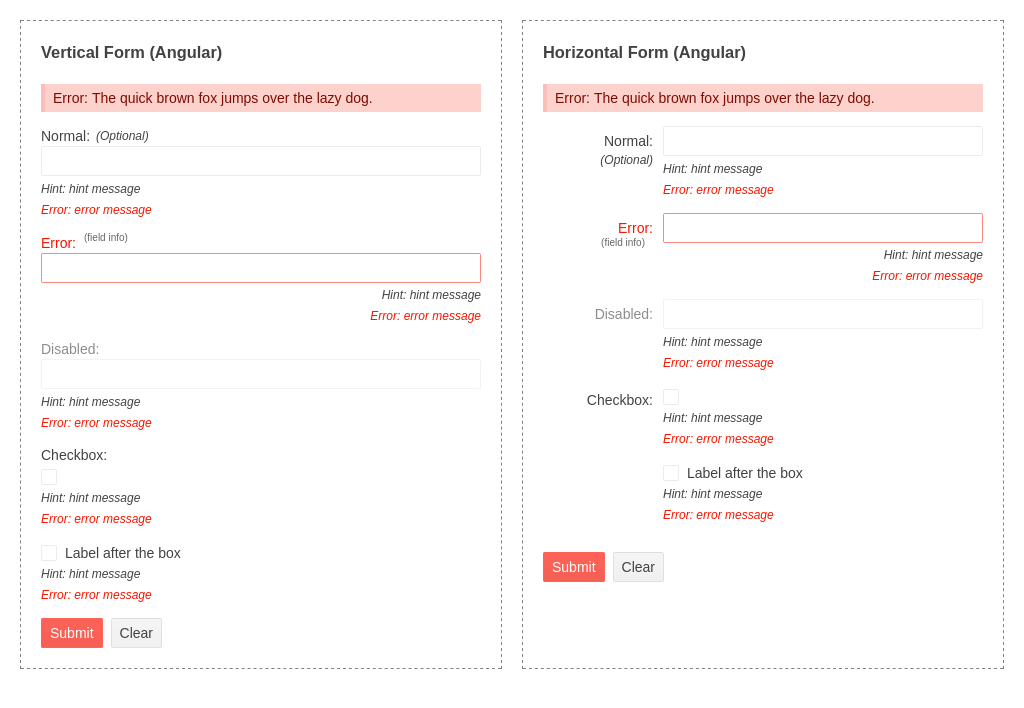 Vertical Form (Angular)
Error: The quick brown fox jumps over the lazy dog.
Normal: (Optional)
Hint: hint message
Error: error message
Error: (field info)
Hint: hint message
Error: error message
Disabled:
Hint: hint message
Error: error message
Checkbox:
Hint: hint message
Error: error message
Label after the box
Hint: hint message
Error: error message
Submit Clear
Horizontal Form (Angular)
Error: The quick brown fox jumps over the lazy dog.
Normal:
(Optional)
Hint: hint message
Error: error message
Error:
(field info)
Hint: hint message
Error: error message
Disabled:
Hint: hint message
Error: error message
Checkbox:
Hint: hint message
Error: error message
Label after the box
Hint: hint message
Error: error message
Submit Clear